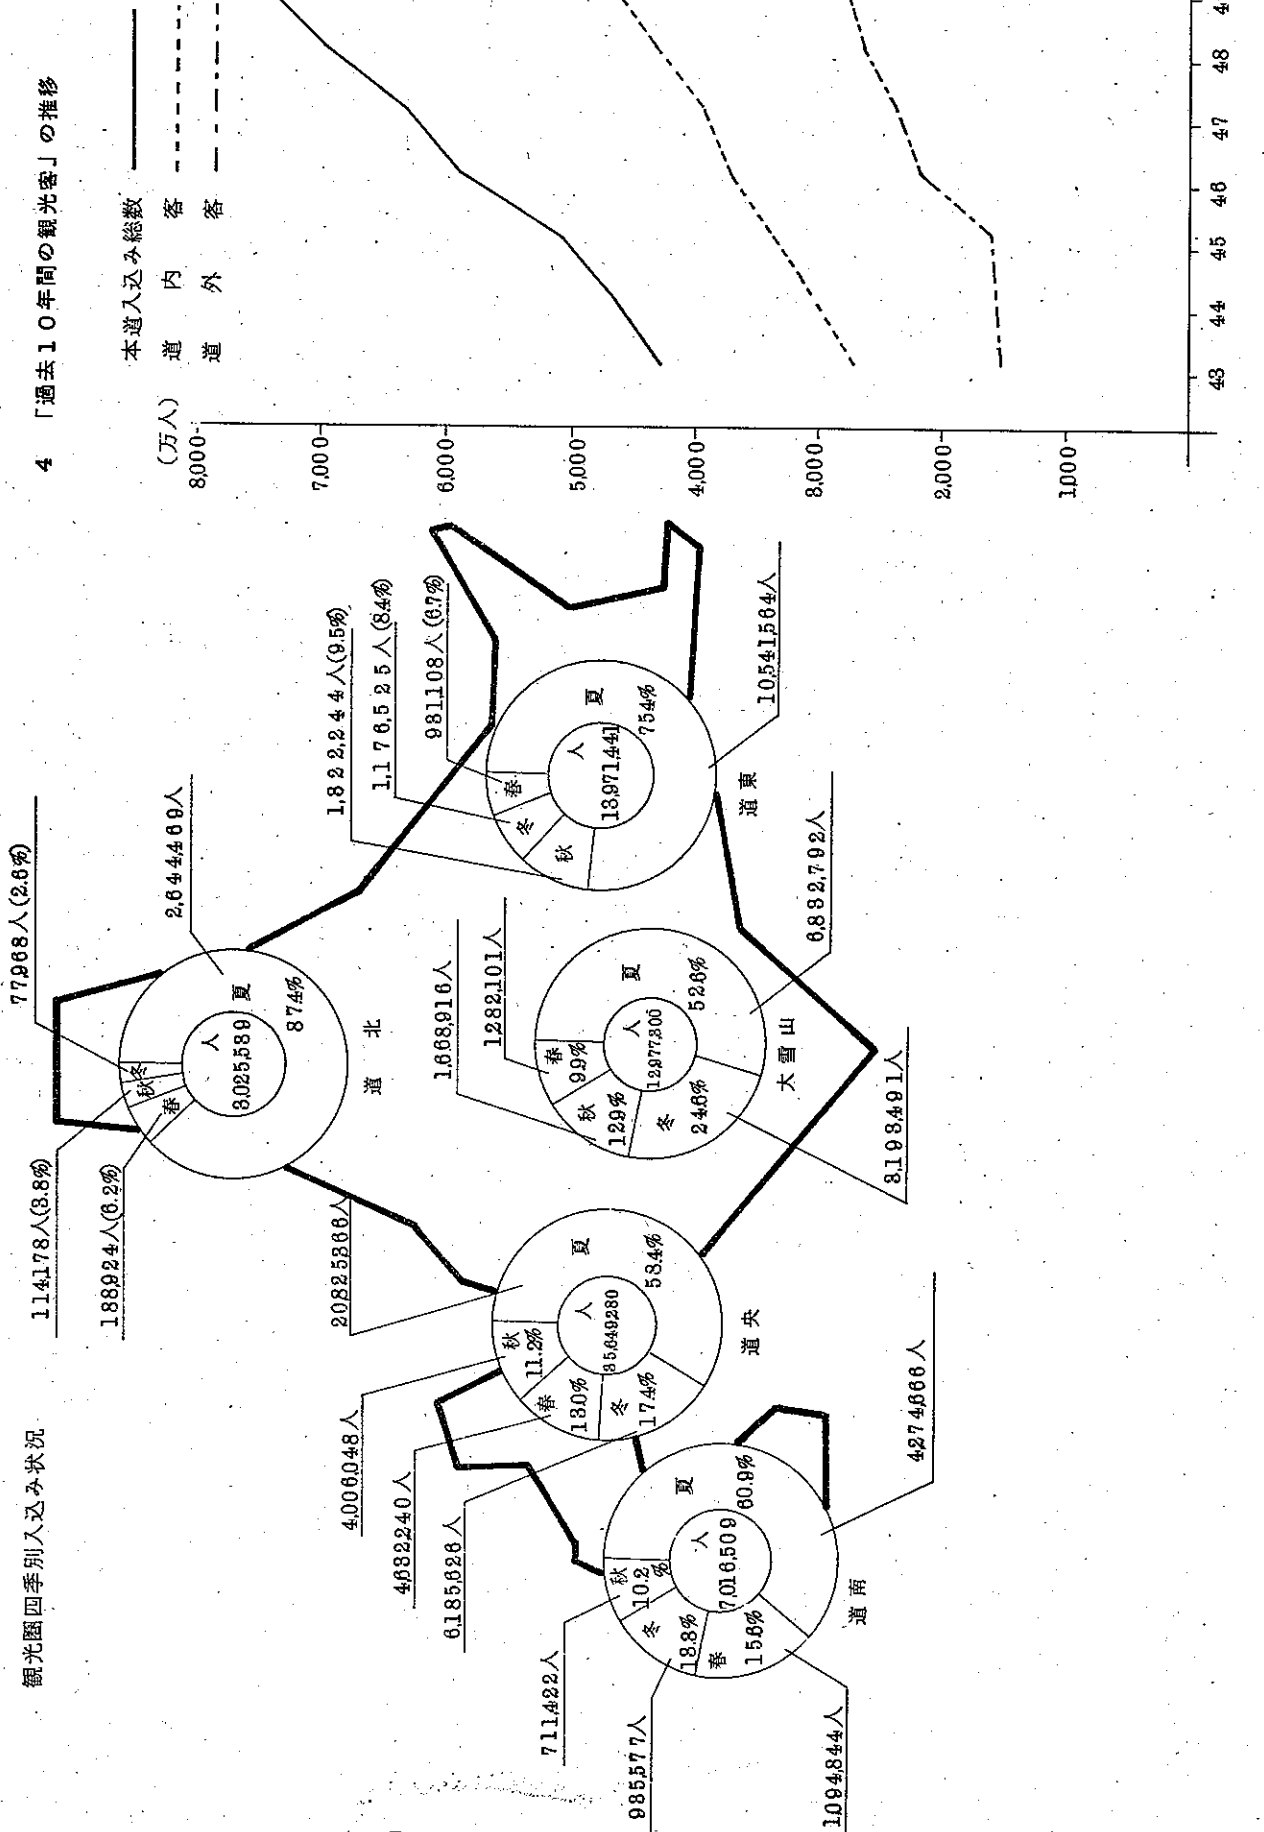 観光圏四季別入込み状況
114,178人(3.8%)
77,968人(2.6%)
188,924人(6.2%)
2,644,469人
秋
冬
春
夏
87.4%
人
3,025,539
道北
1,322,244人(9.5%)
1,176,525人(8.4%)
931,108人(6.7%)
春
冬
秋
夏
75.4%
人
13,971,441
10,541,564人
道東
1,668,916人
1,282,101人
春
9.9%
秋
12.9%
冬
24.6%
夏
52.6%
人
12,977,300
6,832,792人
3,193,491人
大雪山
20,825,366人
4,006,048人
4,632,240人
6,185,626人
秋
11.2%
春
13.0%
冬
17.4%
夏
58.4%
人
35,649,280
道央
711,422人
935,577人
1,094,844人
4,274,666人
秋
10.2%
冬
13.3%
春
15.6%
夏
60.9%
人
7,016,509
道南
4 「過去10年間の観光客」の推移
本道入込み総数
道内客
道外客
(万人)
8,000
7,000
6,000
5,000
4,000
3,000
2,000
1,000
43
44
45
46
47
48